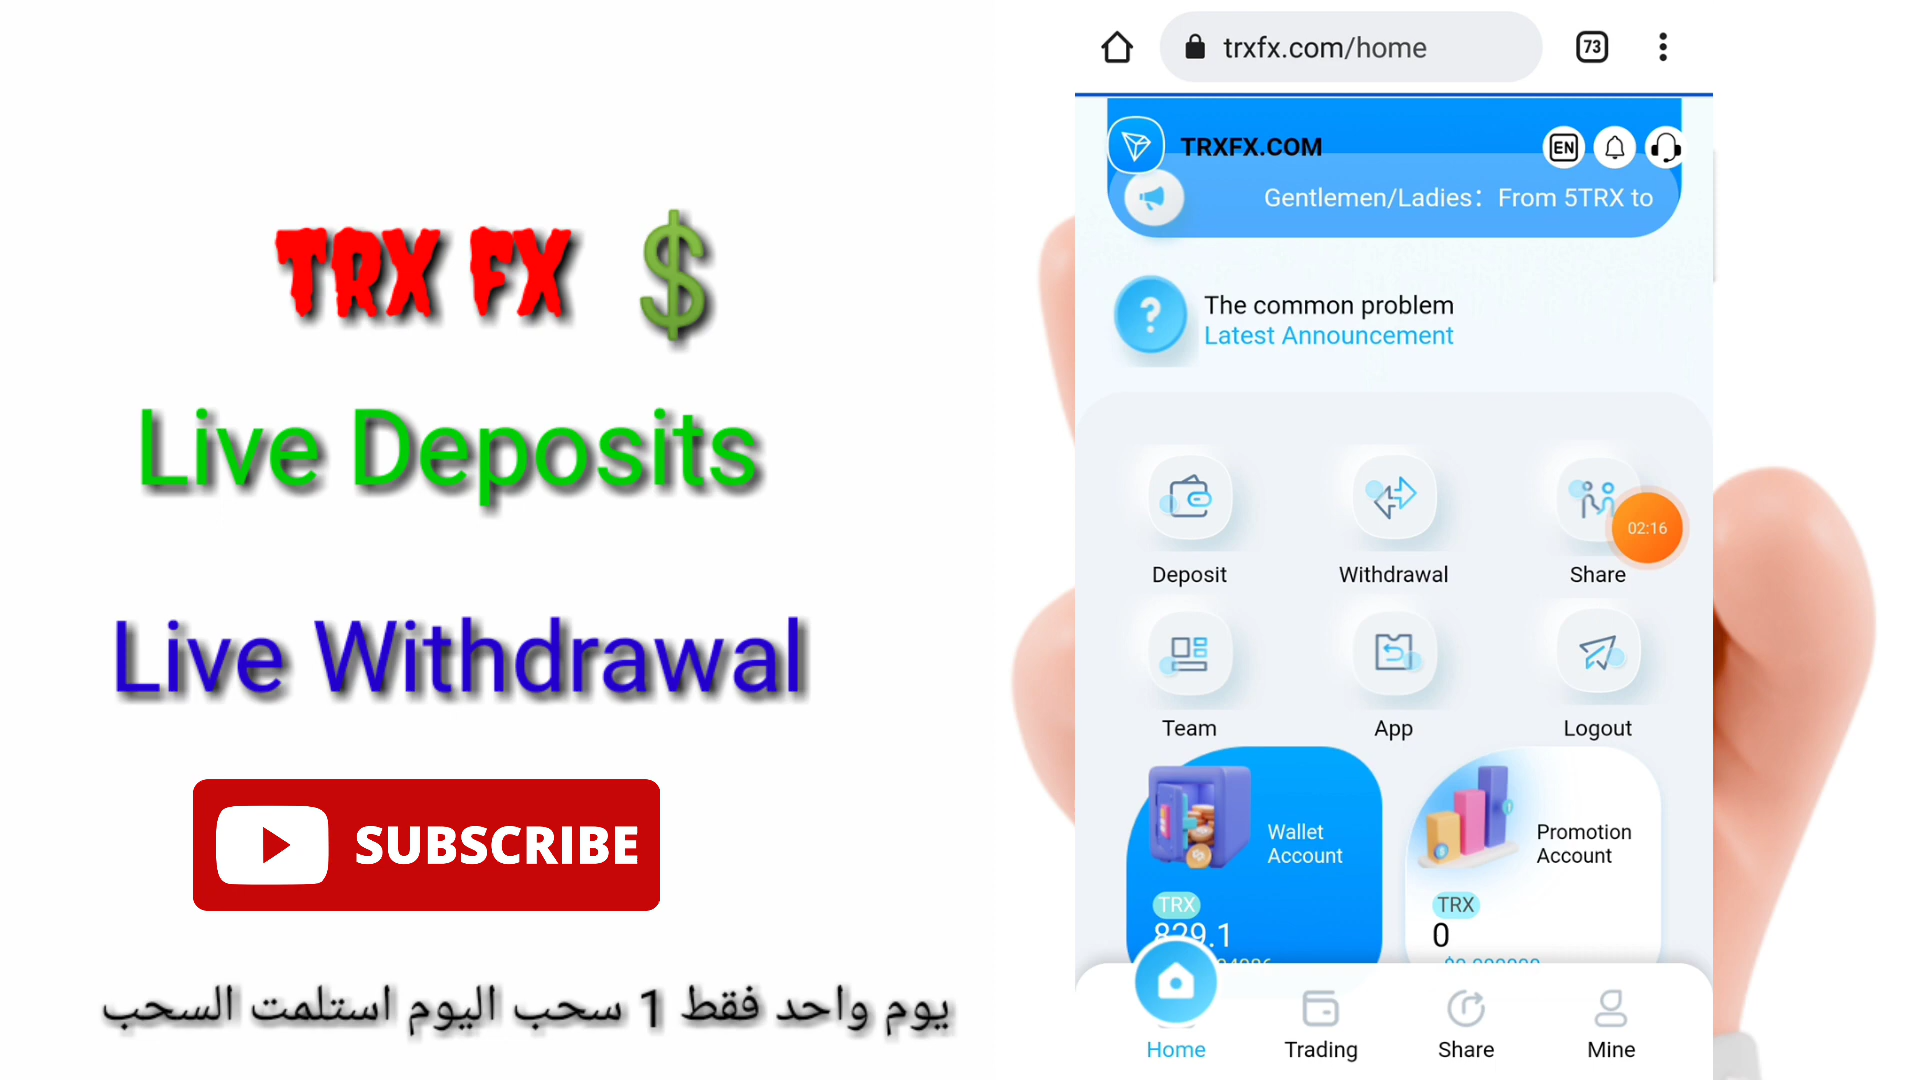 TRX FX $
Live Deposits
Live Withdrawal
SUBSCRIBE
يوم واحد فقط 1 سحب اليوم استلمت السحب
trxfx.com/home
73
TRXFX.COM
EN
Gentlemen/Ladies：From 5TRX to
The common problem
Latest Announcement
02:16
Deposit
Withdrawal
Share
Team
App
Logout
Wallet
Account
Promotion
Account
TRX
829.1
TRX
0
Home
Trading
Share
Mine